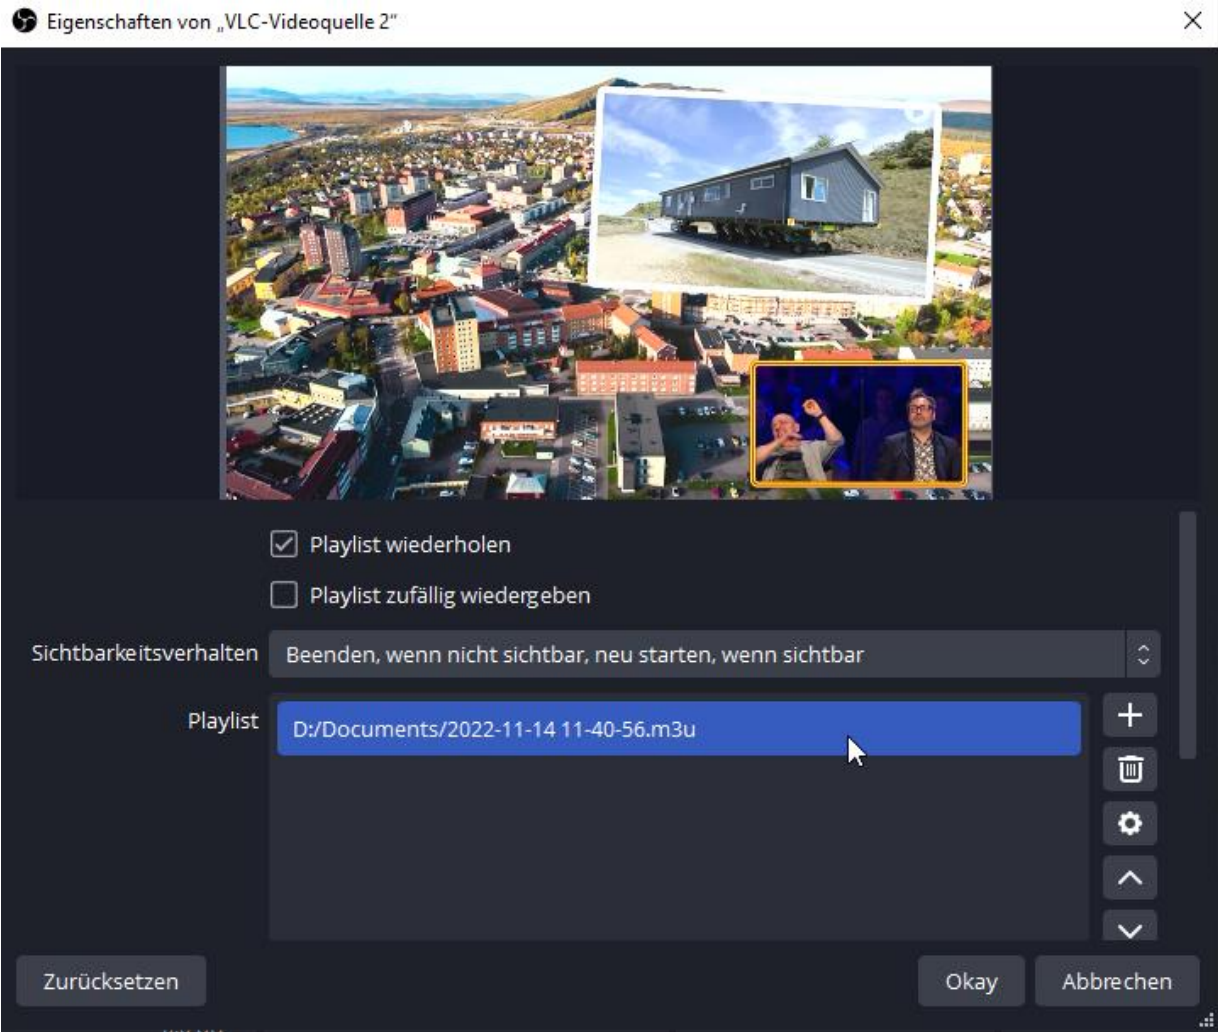 Eigenschaften von „VLC-Videoquelle 2“
Playlist wiederholen
Playlist zufällig wiedergeben
Sichtbarkeitsverhalten Beenden, wenn nicht sichtbar, neu starten, wenn sichtbar
Playlist D:/Documents/2022-11-14 11-40-56.m3u
Zurücksetzen Okay Abbrechen